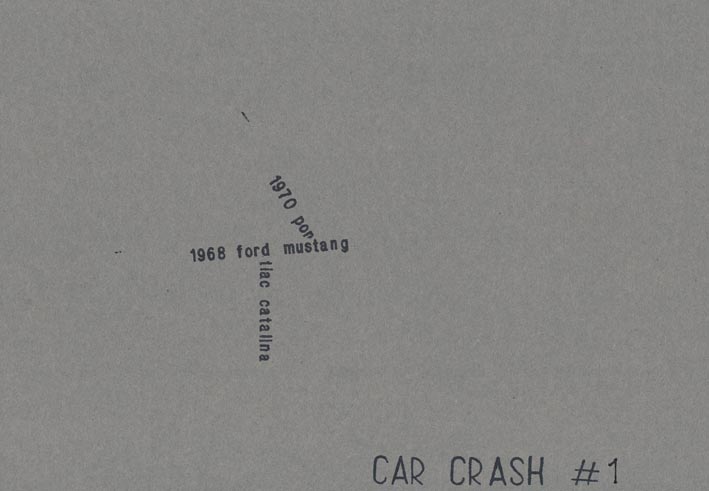 1970 pon
1968 ford mustang
tiac catalina
CAR CRASH #1